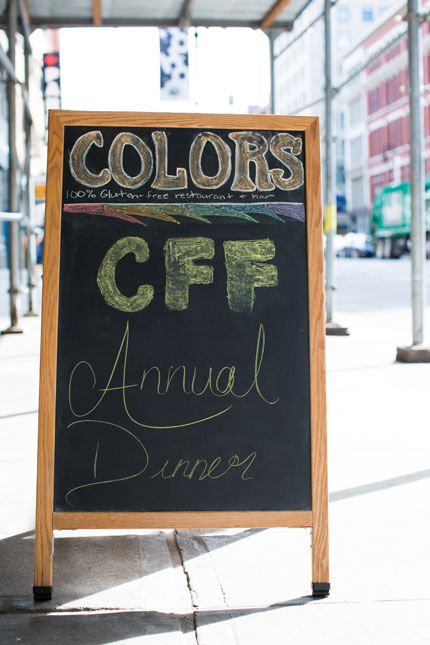 COLORS
100% Gluten-free restaurant + bar
CFF
Annual
Dinner